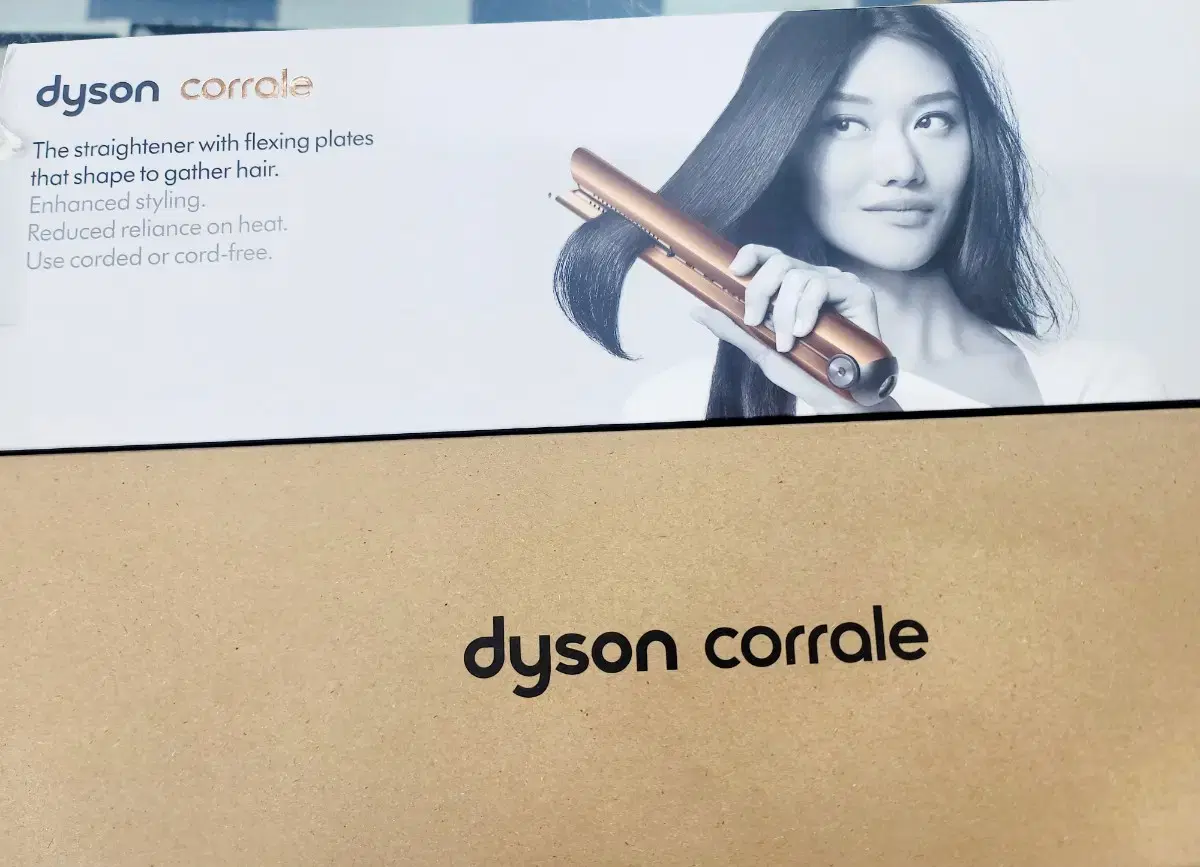 dyson corrale
The straightener with flexing plates
that shape to gather hair.
Enhanced styling.
Reduced reliance on heat.
Use corded or cord-free.
dyson corrale